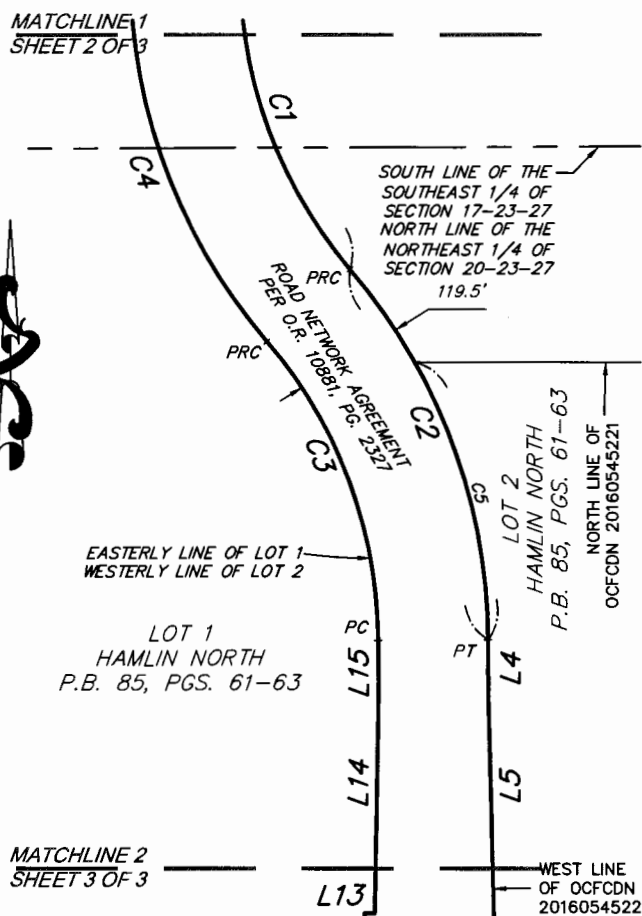 MATCHLINE 1
SHEET 2 OF 3
C1
C4
SOUTH LINE OF THE
SOUTHEAST 1/4 OF
SECTION 17-23-27
NORTH LINE OF THE
NORTHEAST 1/4 OF
SECTION 20-23-27
119.5'
PRC
ROAD NETWORK AGREEMENT
PER O.R. 10881, PG. 2327
PRC
C2
C3
C5
LOT 2
HAMLIN NORTH
P.B. 85, PGS. 61-63
NORTH LINE OF
OCFCDN 20160545221
EASTERLY LINE OF LOT 1
WESTERLY LINE OF LOT 2
LOT 1
HAMLIN NORTH
P.B. 85, PGS. 61-63
PC
PT
L15
L4
L14
L5
MATCHLINE 2
SHEET 3 OF 3
L13
WEST LINE
OF OCFCDN
2016054522